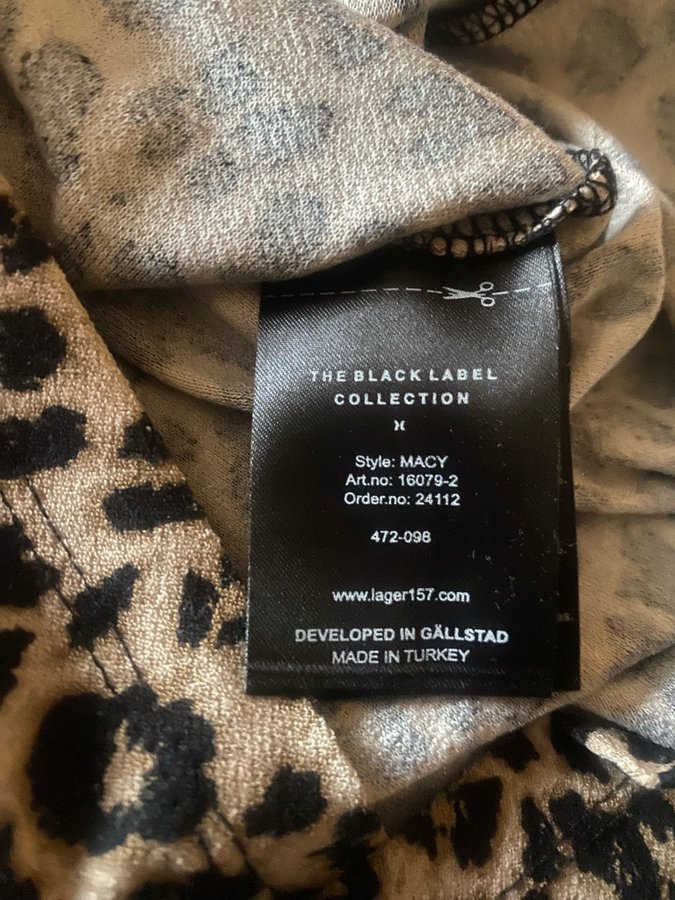 THE BLACK LABEL
COLLECTION
Style: MACY
Art.no: 16079-2
Order.no: 24112
472-098
www.lager157.com
DEVELOPED IN GÄLLSTAD
MADE IN TURKEY